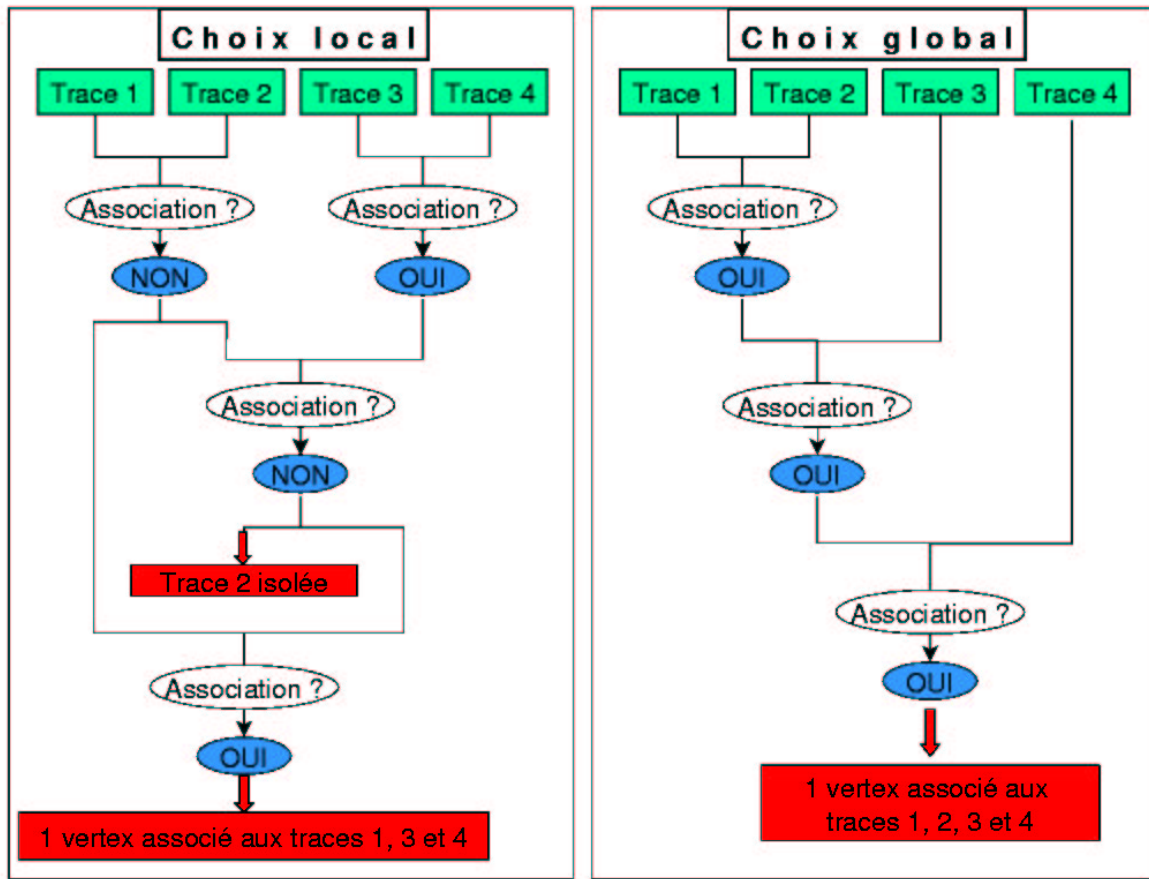 Choix local
Trace 1
Trace 2
Trace 3
Trace 4
Association ?
Association ?
NON
OUI
Association ?
NON
Trace 2 isolée
Association ?
OUI
1 vertex associé aux traces 1, 3 et 4
Choix global
Trace 1
Trace 2
Trace 3
Trace 4
Association ?
OUI
Association ?
OUI
Association ?
OUI
1 vertex associé aux
traces 1, 2, 3 et 4